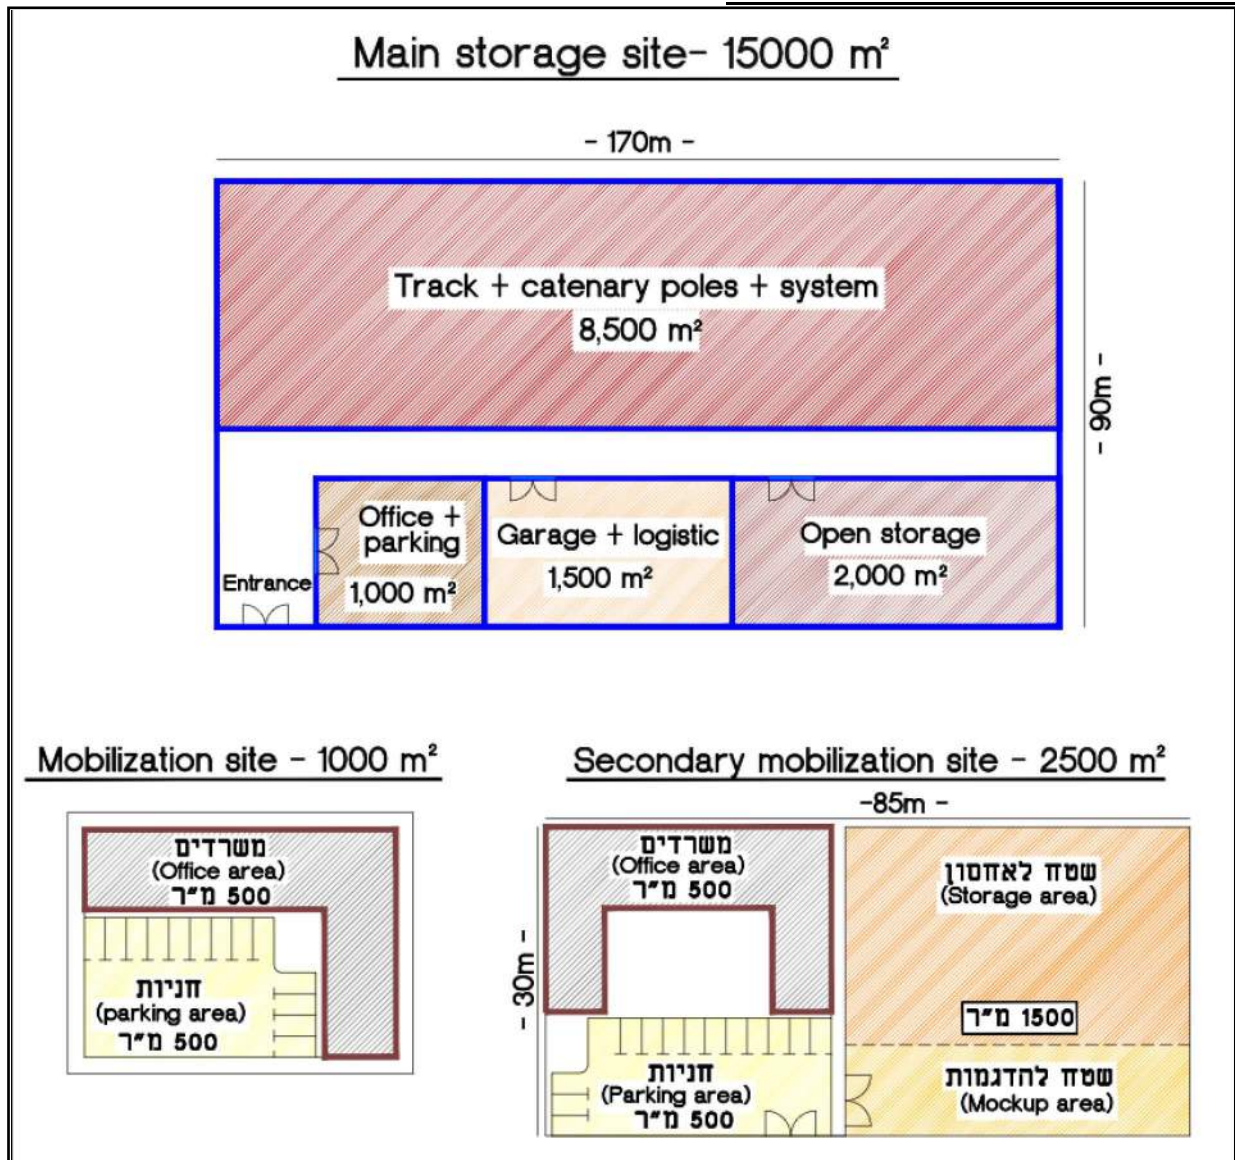 Main storage site- 15000 m²
- 170m -
Track + catenary poles + system
8,500 m²
- 90m -
Office +
parking
1,000 m²
Garage + logistic
1,500 m²
Open storage
2,000 m²
Entrance
Mobilization site - 1000 m²
משרדים
(Office area)
500 מ"ר
חניות
(parking area)
500 מ"ר
Secondary mobilization site - 2500 m²
-85m -
- 30m -
משרדים
(Office area)
500 מ"ר
שטח לאחסון
(Storage area)
1500 מ"ר
חניות
(Parking area)
500 מ"ר
שטח להדגמות
(Mockup area)